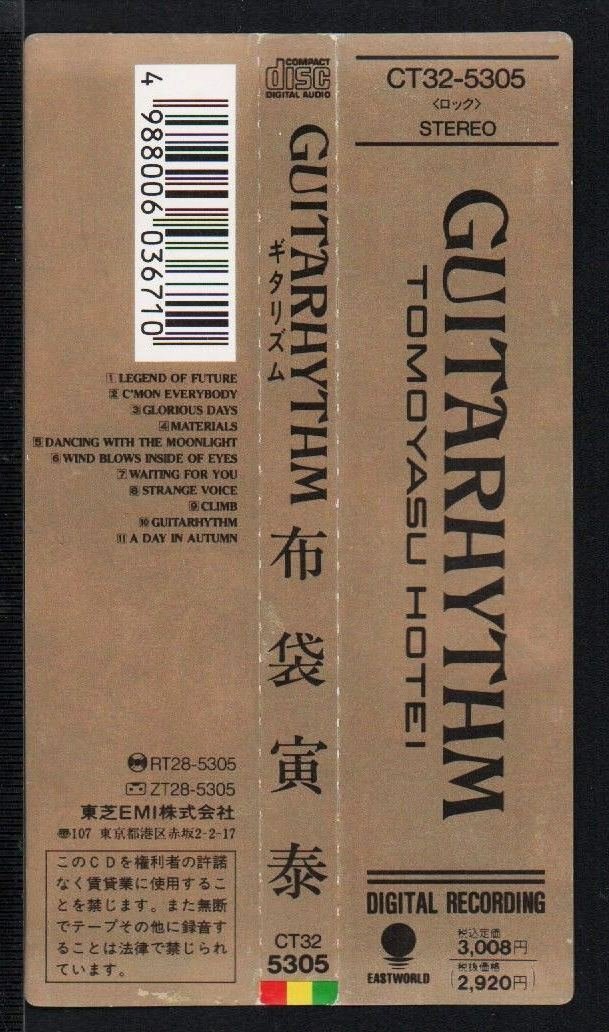 4 988006 036710
1 LEGEND OF FUTURE
2 C'MON EVERYBODY
3 GLORIOUS DAYS
4 MATERIALS
5 DANCING WITH THE MOONLIGHT
6 WIND BLOWS INSIDE OF EYES
7 WAITING FOR YOU
8 STRANGE VOICE
9 CLIMB
10 GUITARHYTHM
11 A DAY IN AUTUMN
RT28-5305
ZT28-5305
東芝EMI株式会社
〠107 東京都港区赤坂2-2-17
このCDを権利者の許諾
なく賃貸業に使用するこ
とを禁じます。また無断
でテープその他に録音す
ることは法律で禁じられ
ています。
COMPACT
disc
DIGITAL AUDIO
GUITARHYTHM
ギタリズム
布袋寅泰
CT32
5305
CT32-5305
〈ロック〉
STEREO
GUITARHYTHM
TOMOYASU HOTEI
DIGITAL RECORDING
EASTWORLD
税込定価
3,008円
税抜価格
2,920円